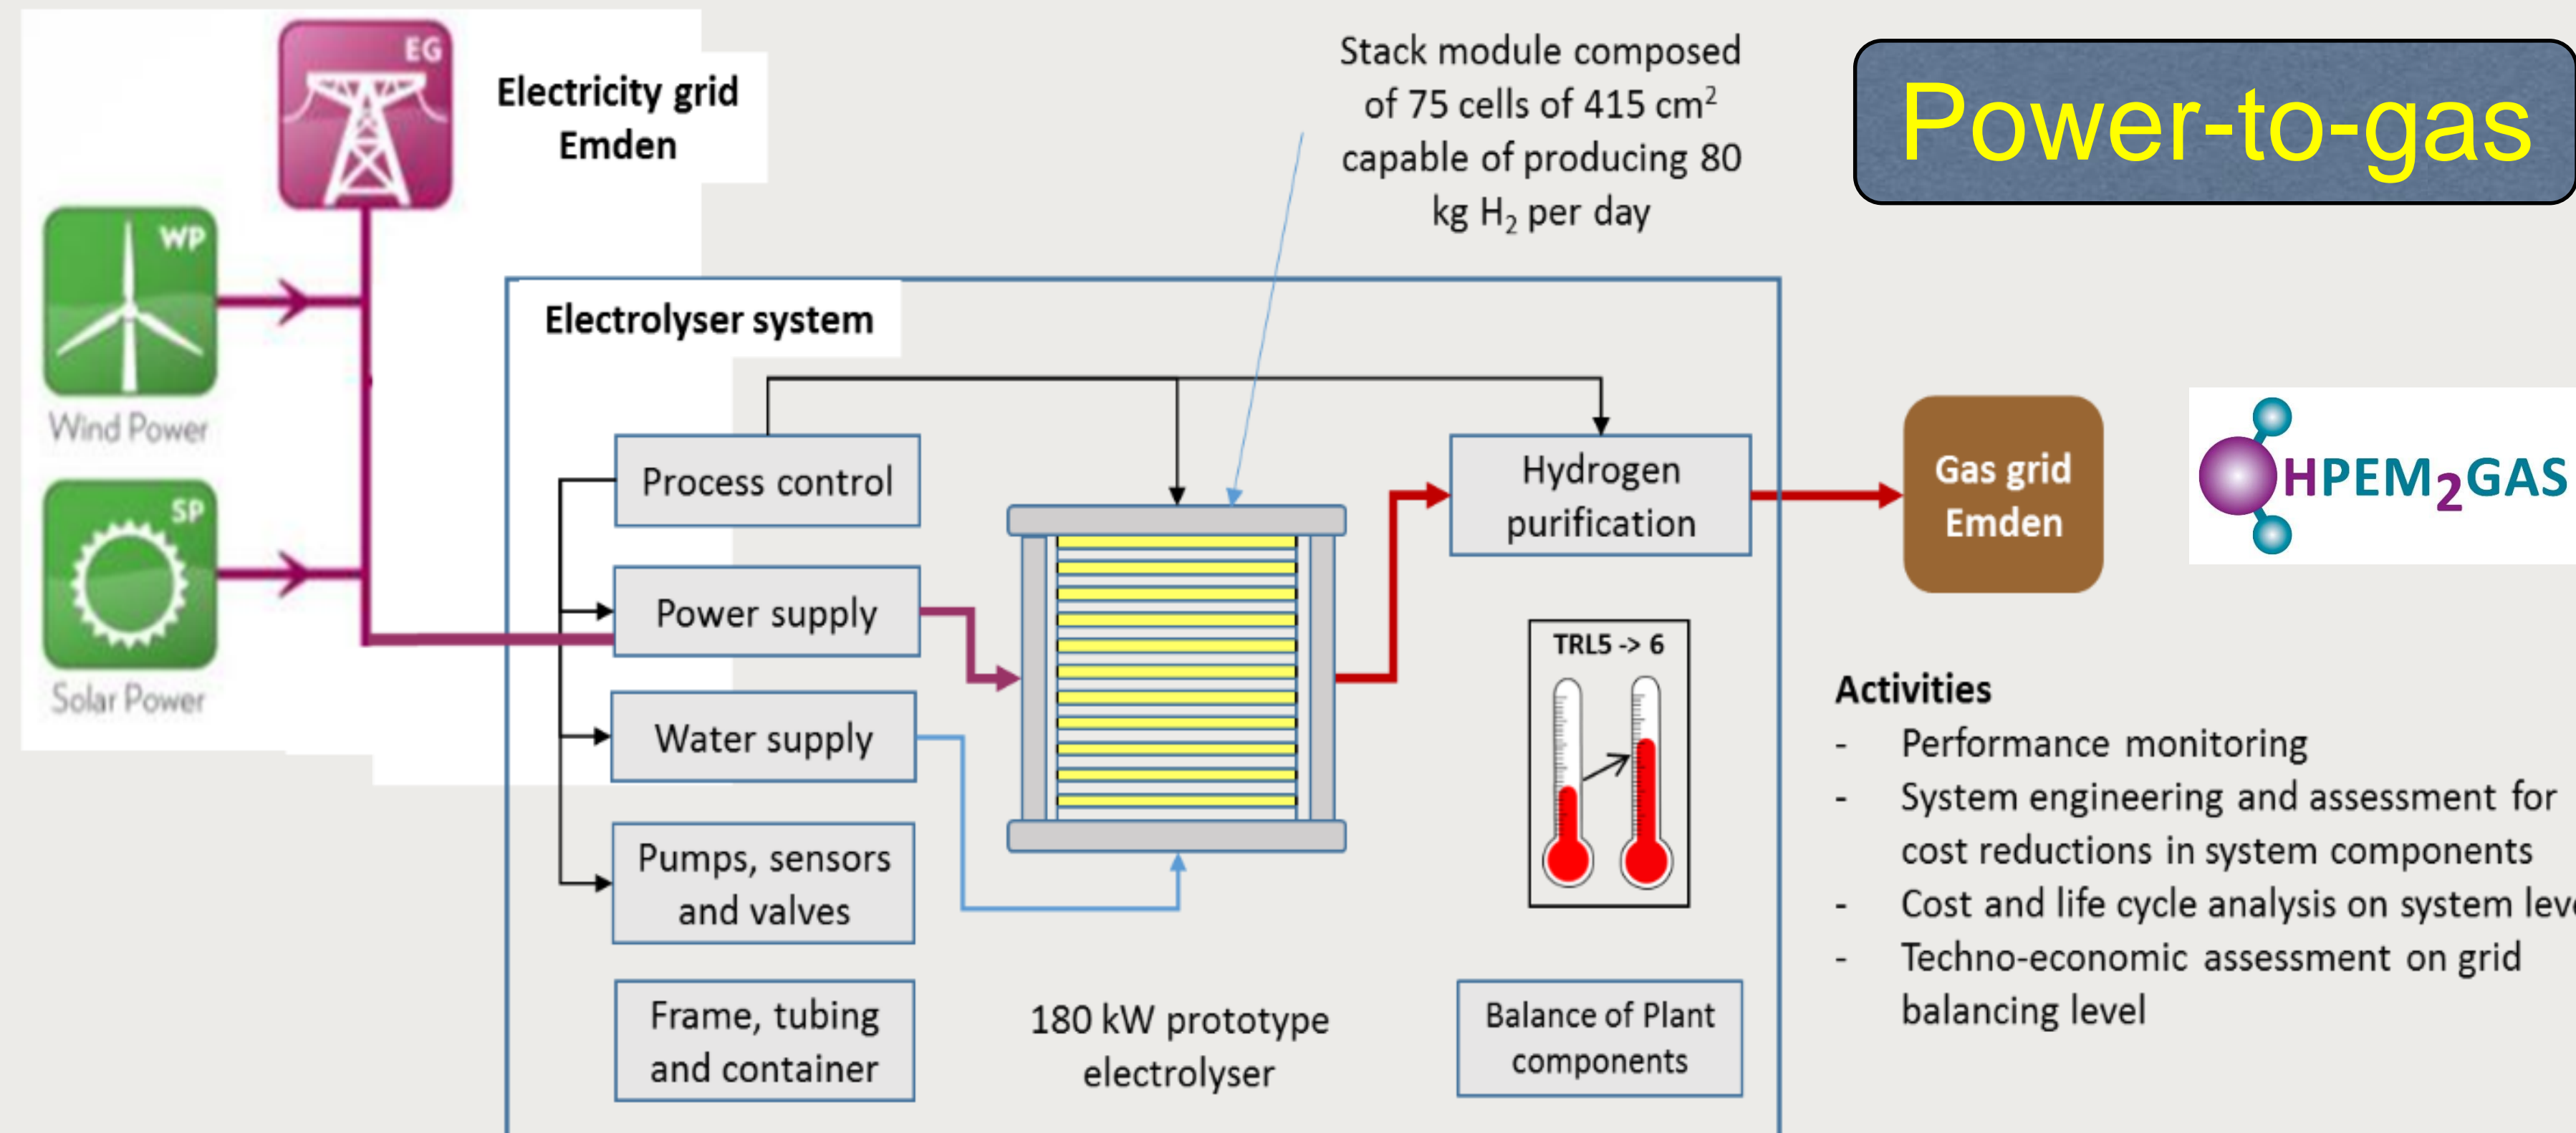 EG
Electricity grid
Emden
Stack module composed
of 75 cells of 415 cm²
capable of producing 80
kg H₂ per day
Power-to-gas
WP
Wind Power
SP
Solar Power
Electrolyser system
Process control
Power supply
Water supply
Pumps, sensors
and valves
Frame, tubing
and container
180 kW prototype
electrolyser
Hydrogen
purification
TRL5 -> 6
Balance of Plant
components
Gas grid
Emden
HPEM2GAS
Activities
- Performance monitoring
- System engineering and assessment for
cost reductions in system components
- Cost and life cycle analysis on system
- Techno-economic assessment on grid
balancing level